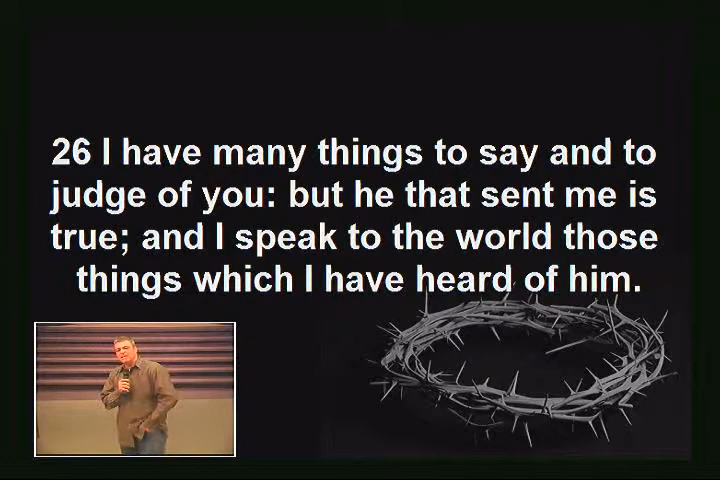 26 I have many things to say and to
judge of you: but he that sent me is
true; and I speak to the world those
things which I have heard of him.